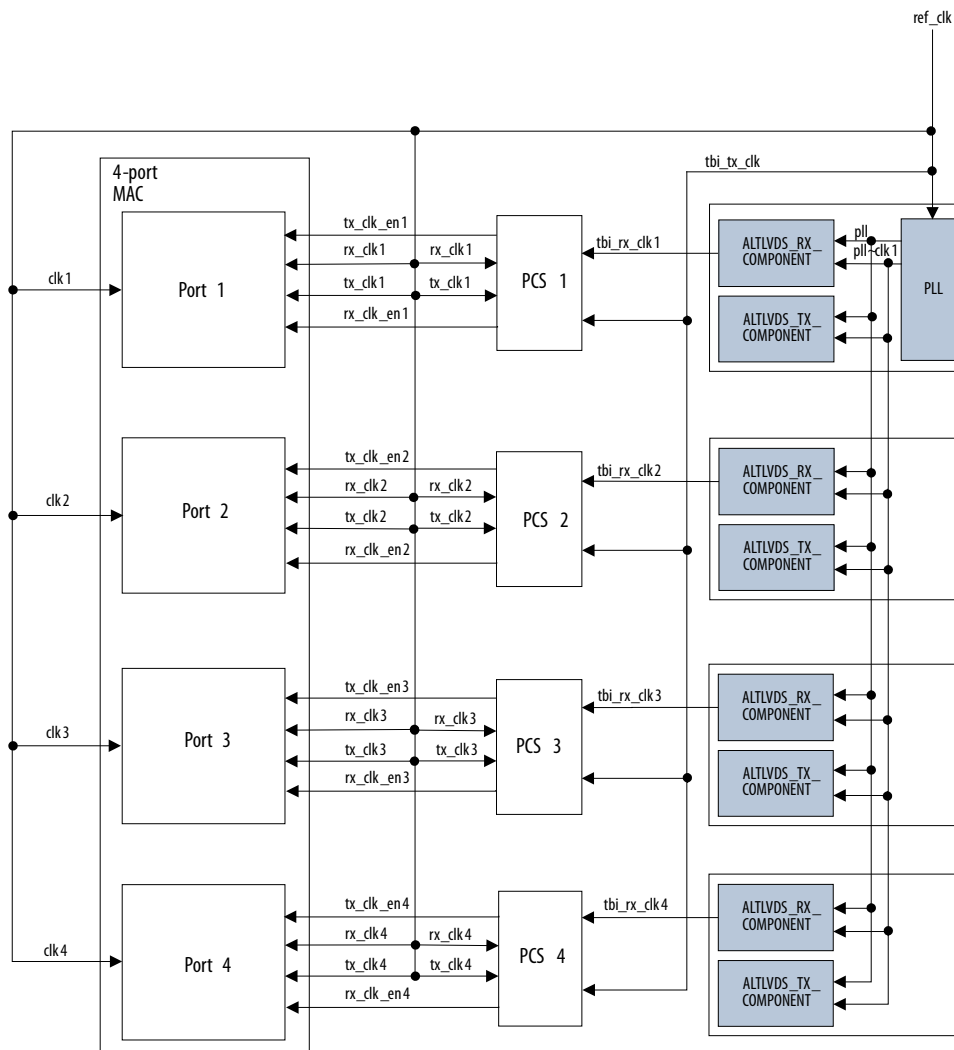 ref_clk
tbi_tx_clk
4-port
MAC
clk1
Port 1
tx_clk_en1
rx_clk1
rx_clk1
tx_clk1
tx_clk1
rx_clk_en1
PCS 1
tbi_rx_clk1
ALTLVDS_RX_
COMPONENT
pll
pll~clk1
PLL
ALTLVDS_TX_
COMPONENT
clk2
Port 2
tx_clk_en2
rx_clk2
rx_clk2
tx_clk2
tx_clk2
rx_clk_en2
PCS 2
tbi_rx_clk2
ALTLVDS_RX_
COMPONENT
ALTLVDS_TX_
COMPONENT
clk3
Port 3
tx_clk_en3
rx_clk3
rx_clk3
tx_clk3
tx_clk3
rx_clk_en3
PCS 3
tbi_rx_clk3
ALTLVDS_RX_
COMPONENT
ALTLVDS_TX_
COMPONENT
clk4
Port 4
tx_clk_en4
rx_clk4
rx_clk4
tx_clk4
tx_clk4
rx_clk_en4
PCS 4
tbi_rx_clk4
ALTLVDS_RX_
COMPONENT
ALTLVDS_TX_
COMPONENT